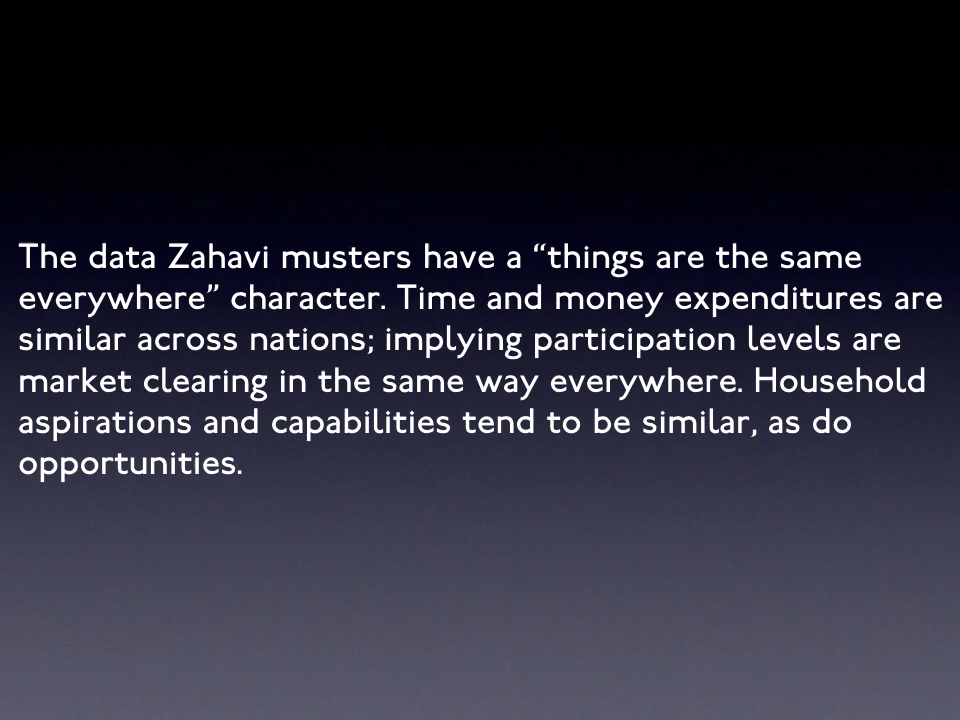 The data Zahavi musters have a “things are the same
everywhere” character. Time and money expenditures are
similar across nations; implying participation levels are
market clearing in the same way everywhere. Household
aspirations and capabilities tend to be similar, as do
opportunities.